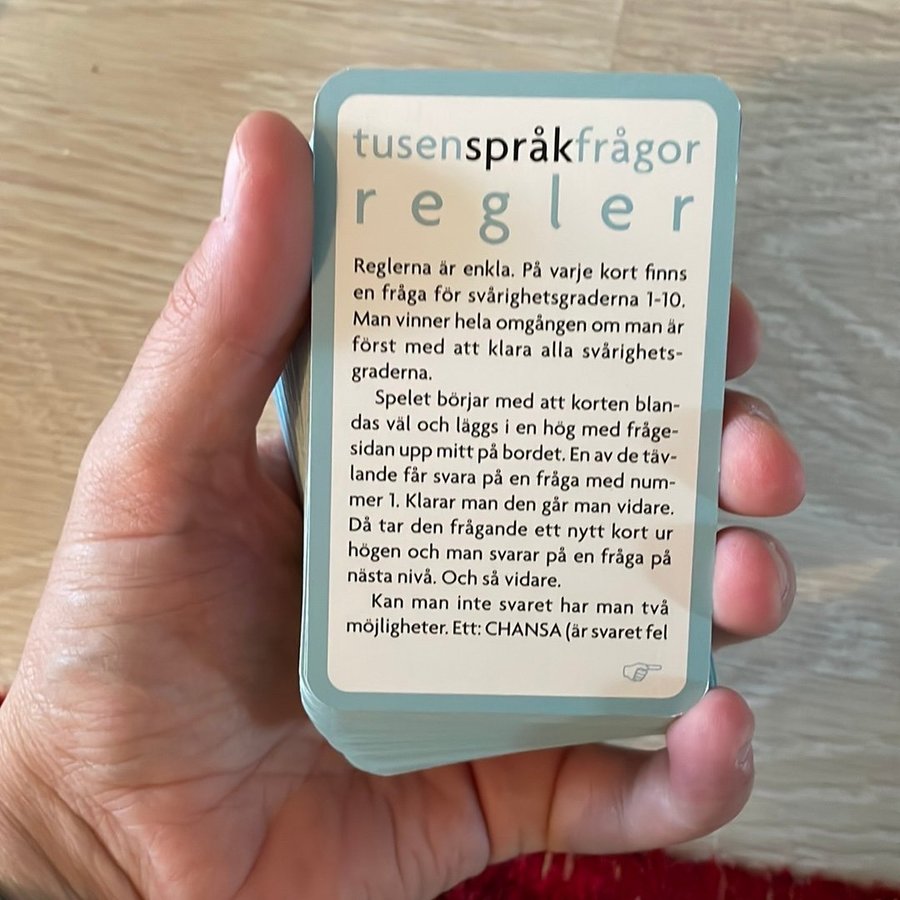 tusenspråkfrågor
regler
Reglerna är enkla. På varje kort finns
en fråga för svårighetsgraderna 1-10.
Man vinner hela omgången om man är
först med att klara alla svårighets-
graderna.
Spelet börjar med att korten blan-
das väl och läggs i en hög med fråge-
sidan upp mitt på bordet. En av de täv-
lande får svara på en fråga med num-
mer 1. Klarar man den går man vidare.
Då tar den frågande ett nytt kort ur
högen och man svarar på en fråga på
nästa nivå. Och så vidare.
Kan man inte svaret har man två
möjligheter. Ett: CHANSA (är svaret fel